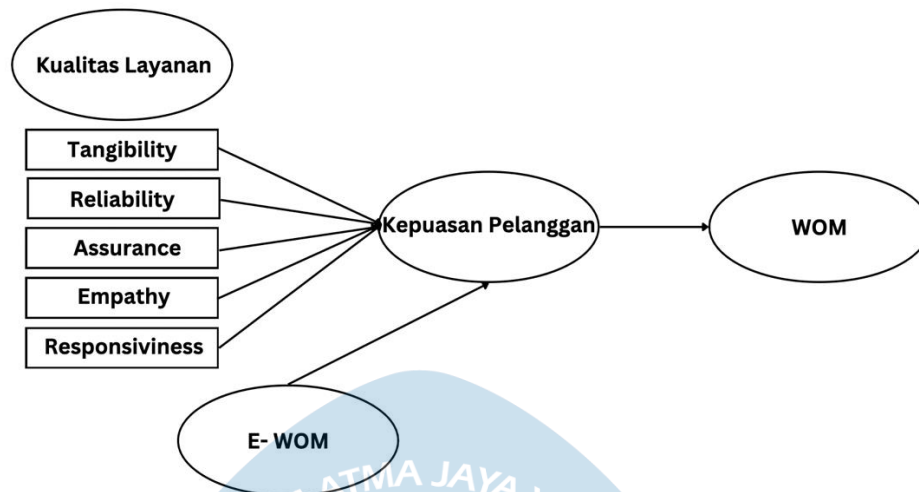 Kualitas Layanan
Tangibility
Reliability
Assurance
Empathy
Responsiviness
Kepuasan Pelanggan
WOM
E- WOM
ATMA JAYA